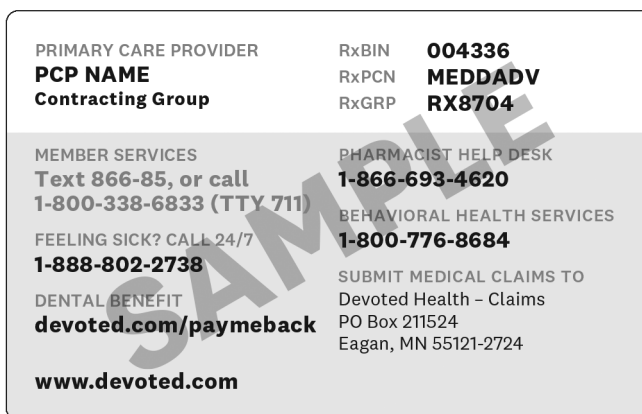 PRIMARY CARE PROVIDER
PCP NAME
Contracting Group
RxBIN 004336
RxPCN MEDDADV
RxGRP RX8704
MEMBER SERVICES
Text 866-85, or call
1-800-338-6833 (TTY 711)
FEELING SICK? CALL 24/7
1-888-802-2738
DENTAL BENEFIT
devoted.com/paymeback
www.devoted.com
PHARMACIST HELP DESK
1-866-693-4620
BEHAVIORAL HEALTH SERVICES
1-800-776-8684
SUBMIT MEDICAL CLAIMS TO
Devoted Health – Claims
PO Box 211524
Eagan, MN 55121-2724
SAMPLE